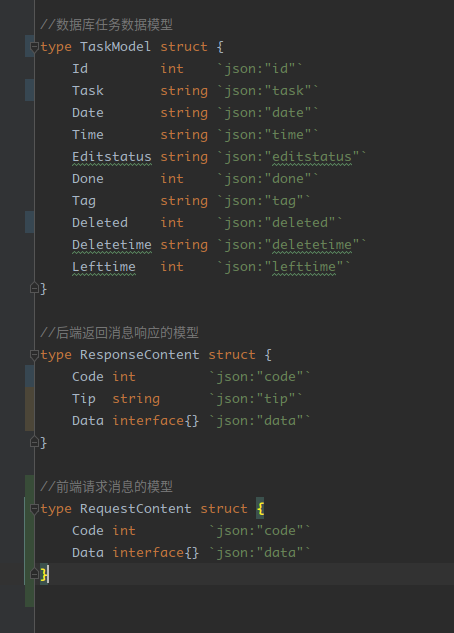 //数据库任务数据模型
type TaskModel struct {
    Id         int    `json:"id"`
    Task       string `json:"task"`
    Date       string `json:"date"`
    Time       string `json:"time"`
    Editstatus string `json:"editstatus"`
    Done       int    `json:"done"`
    Tag        string `json:"tag"`
    Deleted    int    `json:"deleted"`
    Deletetime string `json:"deletetime"`
    Lefttime   int    `json:"lefttime"`
}
//后端返回消息响应的模型
type ResponseContent struct {
    Code int         `json:"code"`
    Tip  string      `json:"tip"`
    Data interface{} `json:"data"`
}
//前端请求消息的模型
type RequestContent struct {
    Code int         `json:"code"`
    Data interface{} `json:"data"`
}